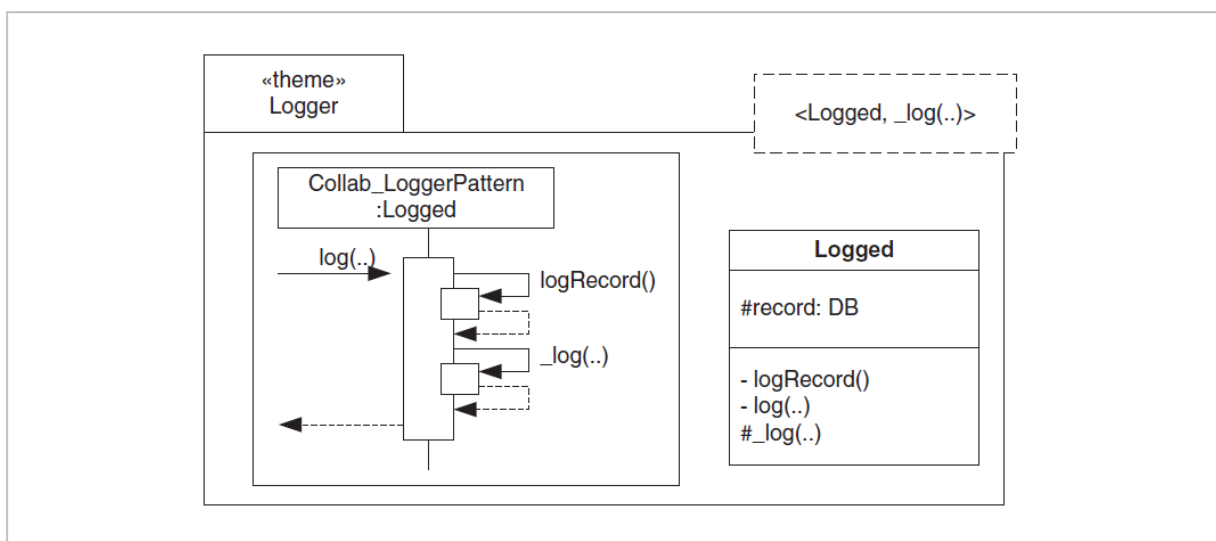 «theme»
Logger
<Logged, _log(..)>
Collab_LoggerPattern
:Logged
log(..)
logRecord()
_log(..)
Logged
#record: DB
- logRecord()
- log(..)
#_log(..)